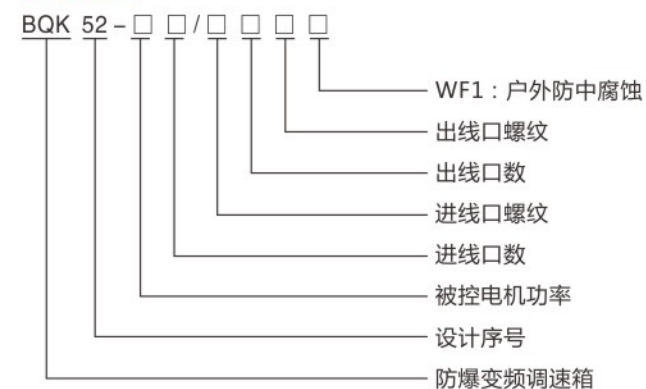 BQK 52-□ □/□ □ □ □
WF1：户外防中腐蚀
出线口螺纹
出线口数
进线口螺纹
进线口数
被控电机功率
设计序号
防爆变频调速箱